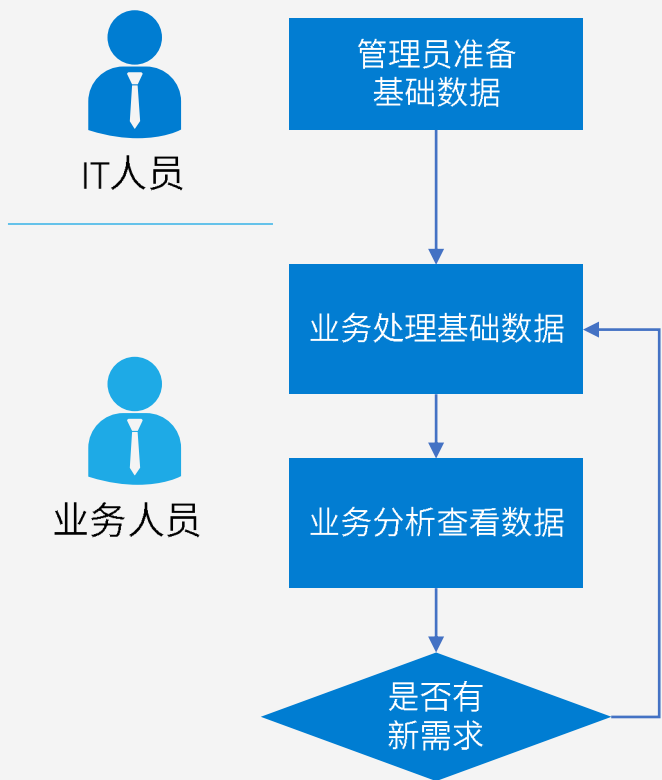 管理员准备
基础数据
IT人员
业务处理基础数据
业务人员
业务分析查看数据
是否有
新需求